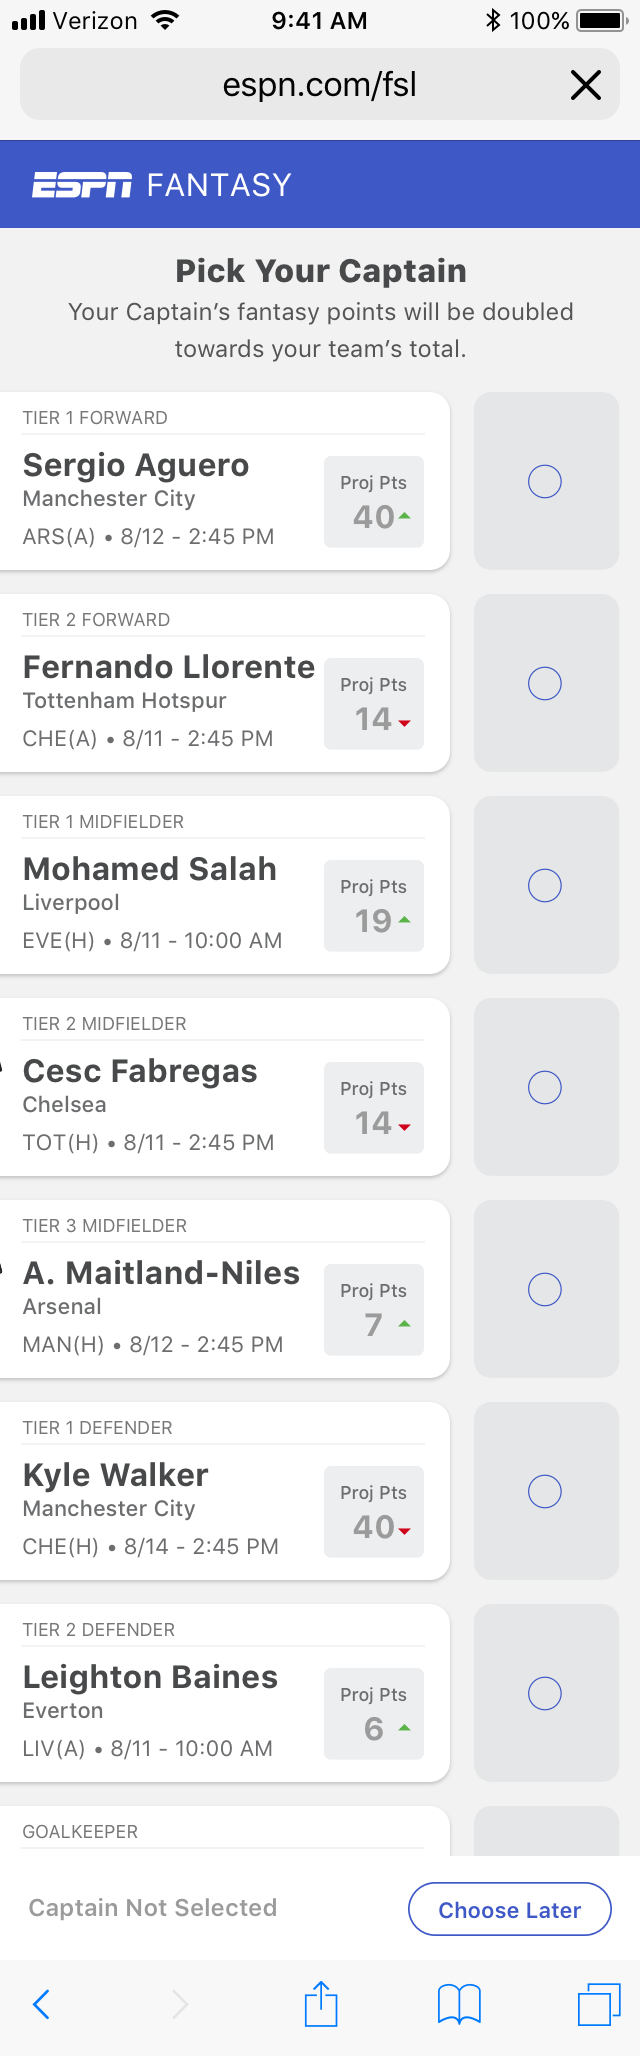 Verizon 9:41 AM 100%
espn.com/fsl
ESPN FANTASY
Pick Your Captain
Your Captain’s fantasy points will be doubled
towards your team’s total.
TIER 1 FORWARD
Sergio Aguero
Manchester City
ARS(A) • 8/12 - 2:45 PM
Proj Pts
40
TIER 2 FORWARD
Fernando Llorente
Tottenham Hotspur
CHE(A) • 8/11 - 2:45 PM
Proj Pts
14
TIER 1 MIDFIELDER
Mohamed Salah
Liverpool
EVE(H) • 8/11 - 10:00 AM
Proj Pts
19
TIER 2 MIDFIELDER
Cesc Fabregas
Chelsea
TOT(H) • 8/11 - 2:45 PM
Proj Pts
14
TIER 3 MIDFIELDER
A. Maitland-Niles
Arsenal
MAN(H) • 8/12 - 2:45 PM
Proj Pts
7
TIER 1 DEFENDER
Kyle Walker
Manchester City
CHE(H) • 8/14 - 2:45 PM
Proj Pts
40
TIER 2 DEFENDER
Leighton Baines
Everton
LIV(A) • 8/11 - 10:00 AM
Proj Pts
6
GOALKEEPER
Captain Not Selected
Choose Later